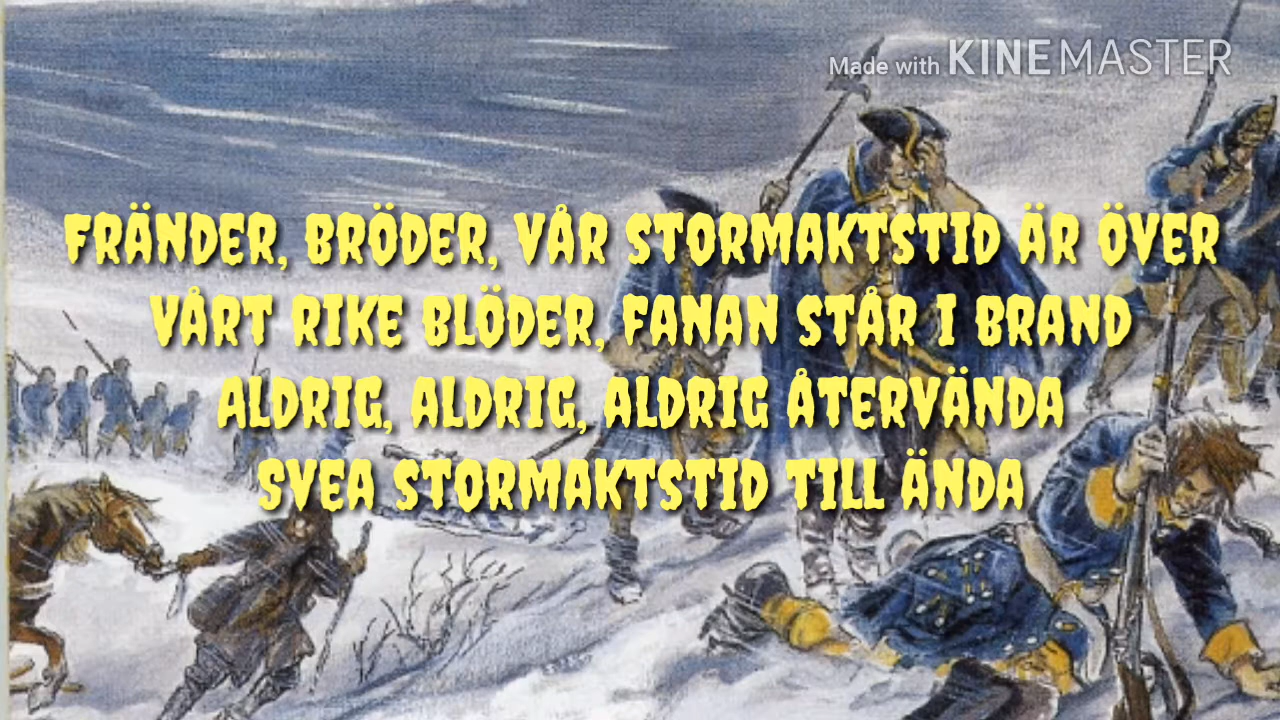 Made with KINEMASTER
FRÄNDER, BRÖDER, VÅR STORMAKTSTID ÄR ÖVER
VÅRT RIKE BLÖDER, FANAN STÅR I BRAND
ALDRIG, ALDRIG, ALDRIG ÅTERVÄNDA
SVEA STORMAKTSTID TILL ÄNDA